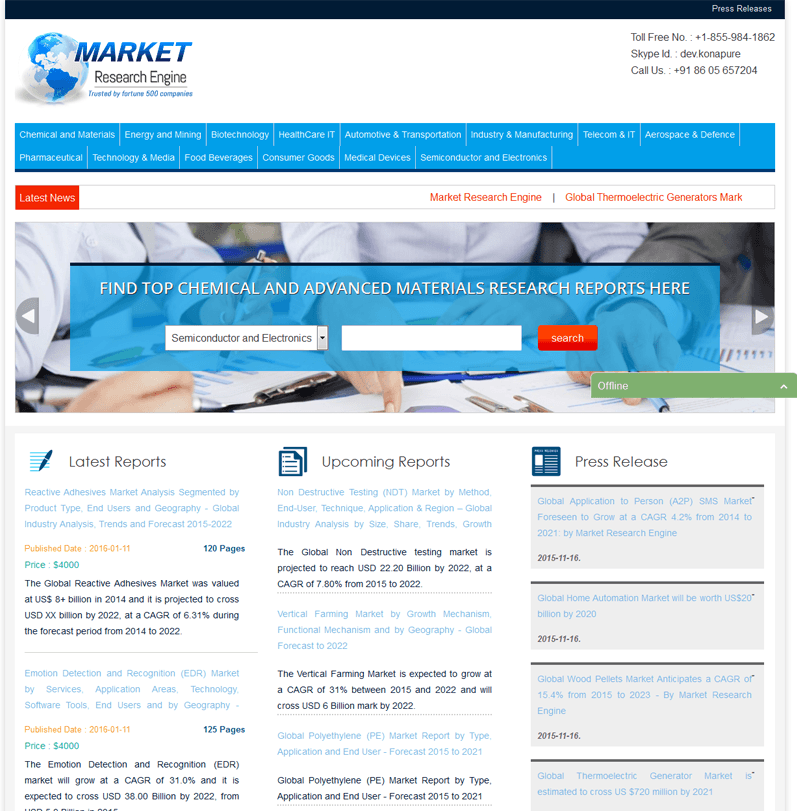 Press Releases
MARKET
Research Engine
Trusted by fortune 500 companies
Toll Free No. : +1-855-984-1862
Skype Id. : dev.konapure
Call Us. : +91 86 05 657204
Chemical and Materials Energy and Mining Biotechnology HealthCare IT Automotive & Transportation Industry & Manufacturing Telecom & IT Aerospace & Defence
Pharmaceutical Technology & Media Food Beverages Consumer Goods Medical Devices Semiconductor and Electronics
Latest News Market Research Engine | Global Thermoelectric Generators Mark
FIND TOP CHEMICAL AND ADVANCED MATERIALS RESEARCH REPORTS HERE
Semiconductor and Electronics search
Offline
Latest Reports
Reactive Adhesives Market Analysis Segmented
by Product Type, End Users and Geography - Global
Industry Analysis, Trends and Forecast 2015-2022
Published Date : 2016-01-11 120 Pages
Price : $4000
The Global Reactive Adhesives Market was valued
at US$ 8+ billion in 2014 and it is projected to cross
USD XX billion by 2022, at a CAGR of 6.31% during
the forecast period from 2014 to 2022.
Emotion Detection and Recognition (EDR) Market
by Services, Application Areas, Technology,
Software Tools, End Users and by Geography -
Published Date : 2016-01-11 125 Pages
Price : $4000
The Emotion Detection and Recognition (EDR)
market will grow at a CAGR of 31.0% and it is
expected to cross USD 38.00 Billion by 2022, from
Upcoming Reports
Non Destructive Testing (NDT) Market by Method,
End-User, Technique, Application & Region – Global
Industry Analysis by Size, Share, Trends, Growth
The Global Non Destructive testing market is
projected to reach USD 22.20 Billion by 2022, at a
CAGR of 7.80% from 2015 to 2022.
Vertical Farming Market by Growth Mechanism,
Functional Mechanism and by Geography - Global
Forecast to 2022
The Vertical Farming Market is expected to grow at
a CAGR of 31% between 2015 and 2022 and will
cross USD 6 Billion mark by 2022.
Global Polyethylene (PE) Market Report by Type,
Application and End User - Forecast 2015 to 2021
Global Polyethylene (PE) Market Report by Type,
Application and End User - Forecast 2015 to 2021
Press Release
Global Application to Person (A2P) SMS Market
Foreseen to Grow at a CAGR 4.2% from 2014 to
2021: by Market Research Engine
2015-11-16.
Global Home Automation Market will be worth US$20
billion by 2020
2015-11-16.
Global Wood Pellets Market Anticipates a CAGR of
15.4% from 2015 to 2023 - By Market Research
Engine
2015-11-16.
Global Thermoelectric Generator Market is
estimated to cross US $720 million by 2021